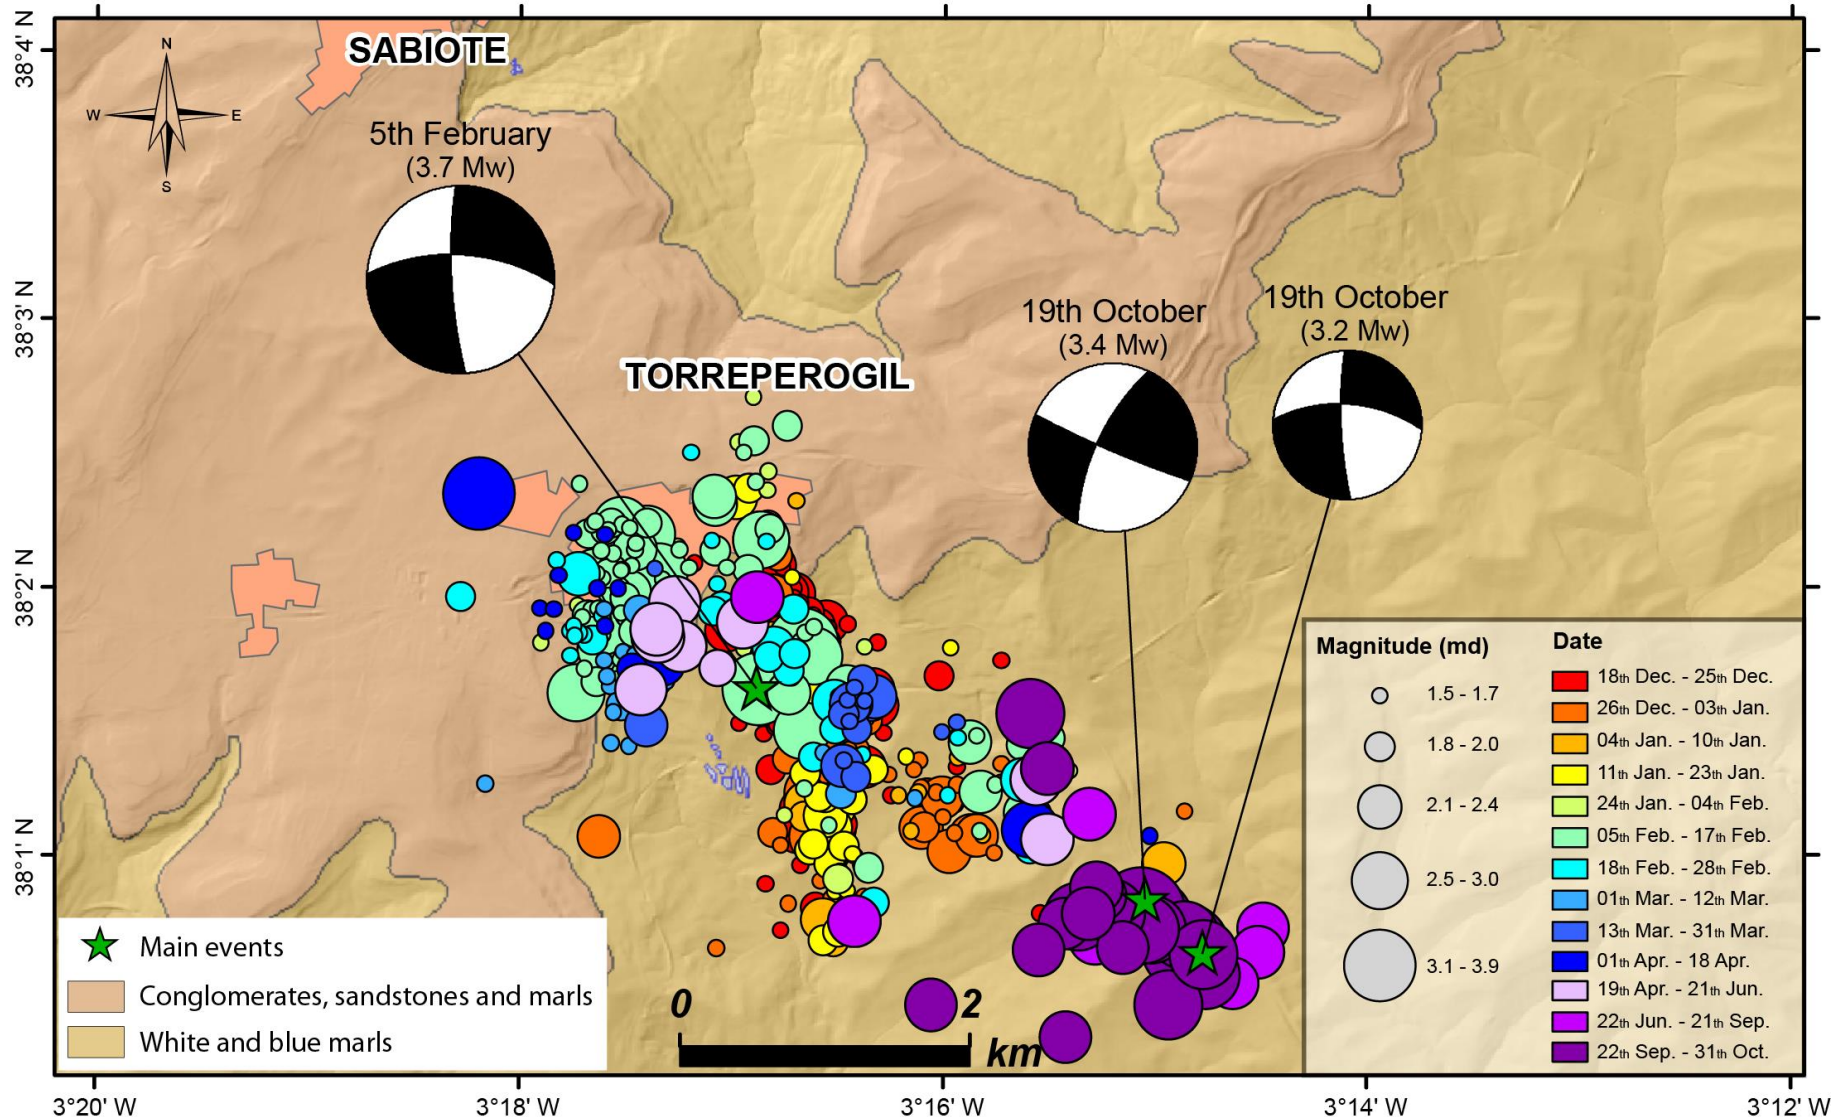 38°4' N
38°3' N
38°2' N
38°1' N
N
W
E
S
SABIOTE
5th February
(3.7 Mw)
TORREPEROGIL
19th October
(3.4 Mw)
19th October
(3.2 Mw)
Magnitude (md)
1.5 - 1.7
1.8 - 2.0
2.1 - 2.4
2.5 - 3.0
3.1 - 3.9
Date
18th Dec. - 25th Dec.
26th Dec. - 03th Jan.
04th Jan. - 10th Jan.
11th Jan. - 23th Jan.
24th Jan. - 04th Feb.
05th Feb. - 17th Feb.
18th Feb. - 28th Feb.
01th Mar. - 12th Mar.
13th Mar. - 31th Mar.
01th Apr. - 18 Apr.
19th Apr. - 21th Jun.
22th Jun. - 21th Sep.
22th Sep. - 31th Oct.
Main events
Conglomerates, sandstones and marls
White and blue marls
0 2
km
3°20' W
3°18' W
3°16' W
3°14' W
3°12' W